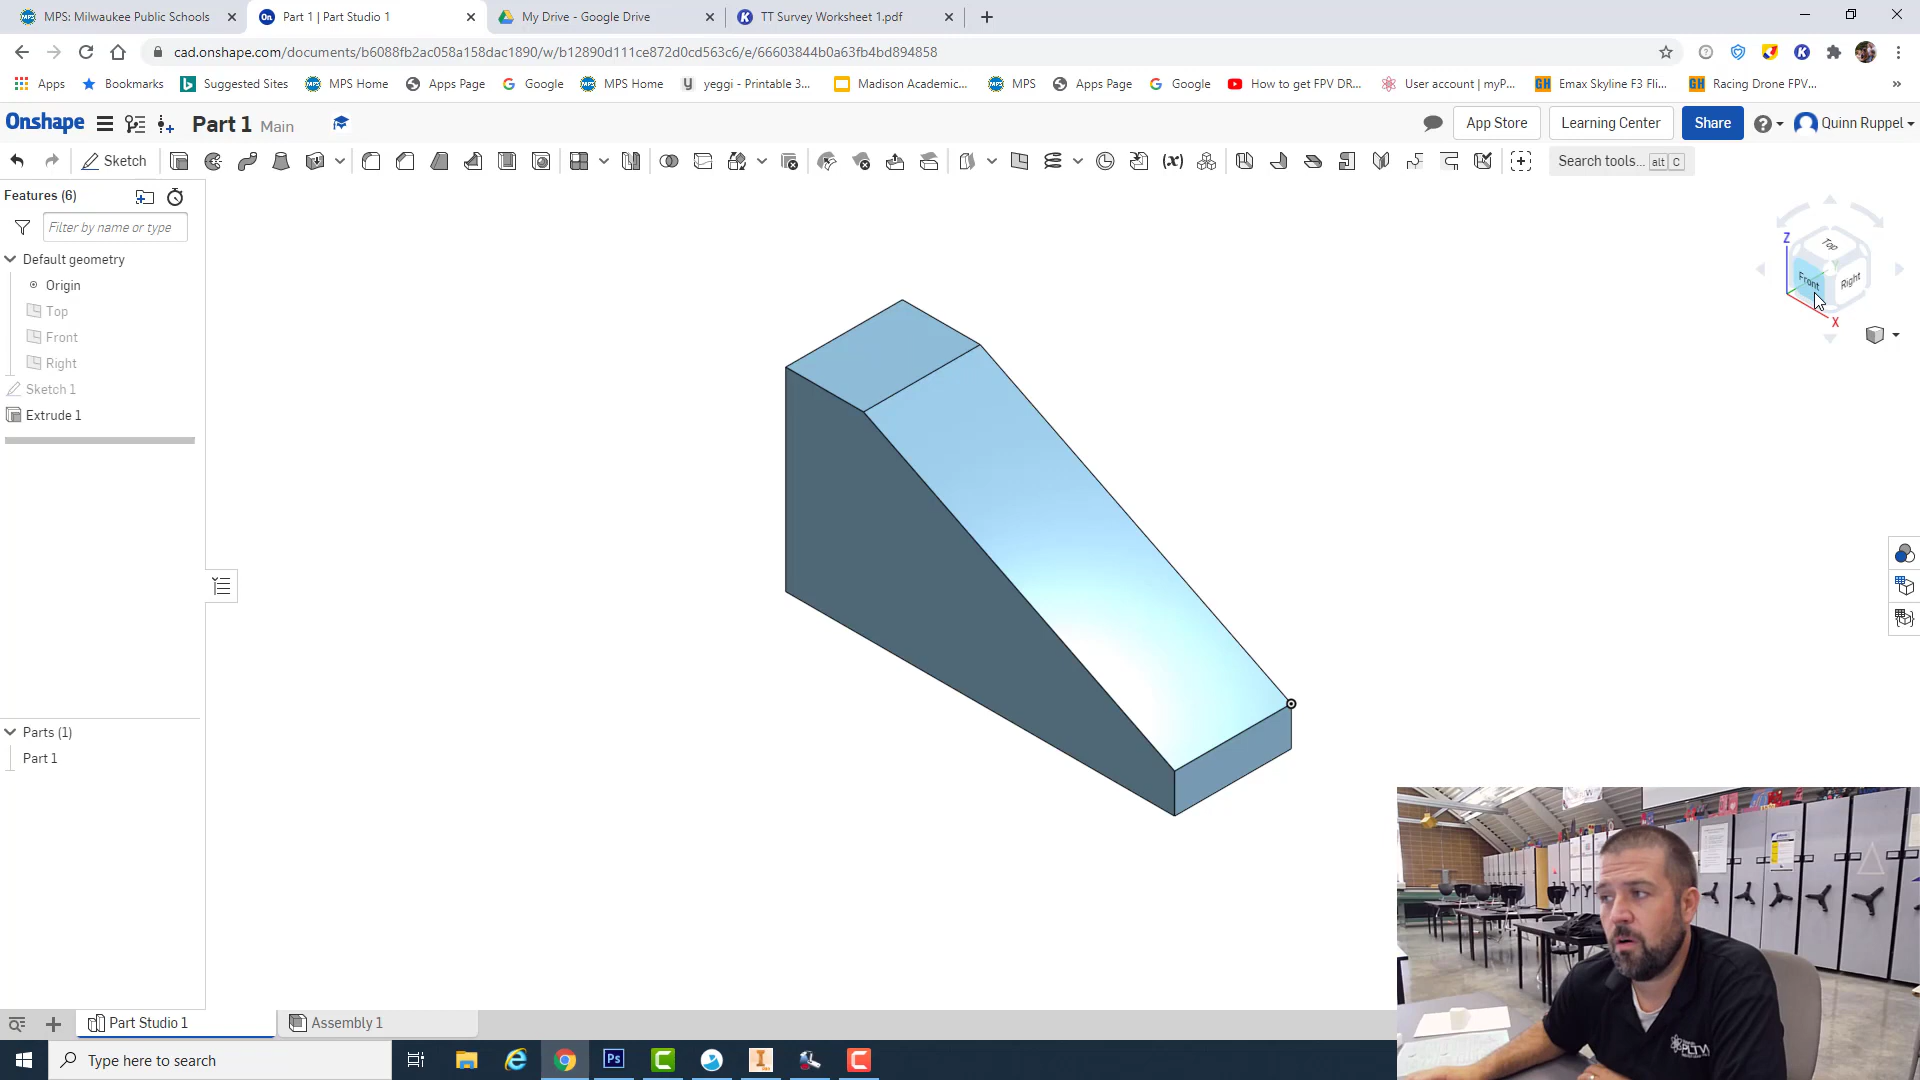 MPS: Milwaukee Public Schools
Part 1 | Part Studio 1
My Drive - Google Drive
TT Survey Worksheet 1.pdf
cad.onshape.com/documents/b6088fb2ac058a158dac1890/w/b12890d111ce872d0cd563c6/e/66603844b0a63fb4bd894858
Apps
Bookmarks
Suggested Sites
MPS Home
Apps Page
Google
MPS Home
yeggi - Printable 3...
Madison Academic...
MPS
Apps Page
Google
How to get FPV DR...
User account | myP...
Emax Skyline F3 Fli...
Racing Drone FPV...
Onshape
Part 1 Main
App Store
Learning Center
Share
Quinn Ruppel
Sketch
Search tools... alt C
Features (6)
Filter by name or type
Default geometry
Origin
Top
Front
Right
Sketch 1
Extrude 1
Top
Front
Right
Z
X
Parts (1)
Part 1
Part Studio 1
Assembly 1
Type here to search